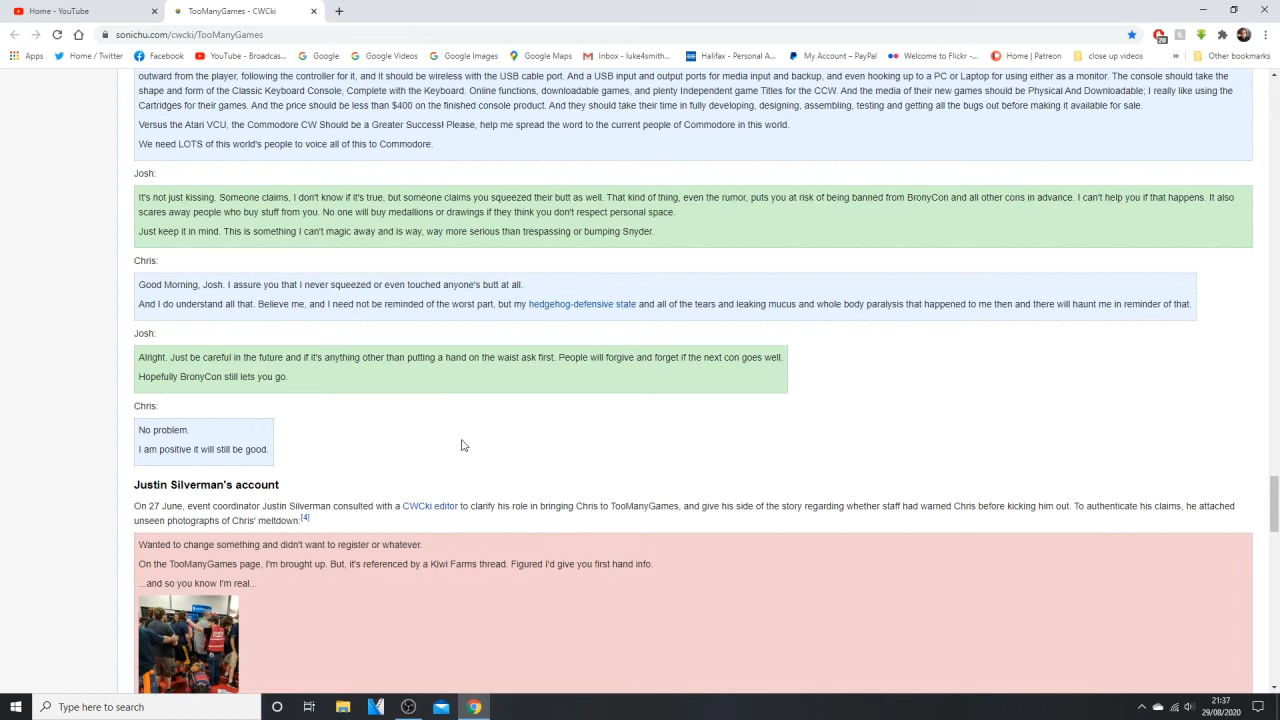 Home - YouTube
TooManyGames - CWCki
sonichu.com/cwcki/TooManyGames
20
Apps
Home / Twitter
Facebook
YouTube - Broadcas...
Google
Google Videos
Google Images
Google Maps
Inbox - luke4smith...
Halifax - Personal A...
My Account – PayPal
Welcome to Flickr -...
Home | Patreon
close up videos
»
Other bookmarks
outward from the player, following the controller for it, and it should be wireless with the USB cable port. And a USB input and output ports for media input and backup, and even hooking up to a PC or Laptop for using either as a monitor. The console should take the
shape and form of the Classic Keyboard Console, Complete with the Keyboard. Online functions, downloadable games, and plenty Independent game Titles for the CCW. And the media of their new games should be Physical And Downloadable; I really like using the
Cartridges for their games. And the price should be less than $400 on the finished console product. And they should take their time in fully developing, designing, assembling, testing and getting all the bugs out before making it available for sale.
Versus the Atari VCU, the Commodore CW Should be a Greater Success! Please, help me spread the word to the current people of Commodore in this world.
We need LOTS of this world's people to voice all of this to Commodore.
Josh:
It's not just kissing. Someone claims, I don't know if it's true, but someone claims you squeezed their butt as well. That kind of thing, even the rumor, puts you at risk of being banned from BronyCon and all other cons in advance. I can't help you if that happens. It also
scares away people who buy stuff from you. No one will buy medallions or drawings if they think you don't respect personal space.
Just keep it in mind. This is something I can't magic away and is way, way more serious than trespassing or bumping Snyder.
Chris:
Good Morning, Josh. I assure you that I never squeezed or even touched anyone's butt at all.
And I do understand all that. Believe me, and I need not be reminded of the worst part, but my hedgehog-defensive state and all of the tears and leaking mucus and whole body paralysis that happened to me then and there will haunt me in reminder of that.
Josh:
Alright. Just be careful in the future and if it's anything other than putting a hand on the waist ask first. People will forgive and forget if the next con goes well.
Hopefully BronyCon still lets you go.
Chris:
No problem.
I am positive it will still be good.
Justin Silverman's account
On 27 June, event coordinator Justin Silverman consulted with a CWCki editor to clarify his role in bringing Chris to TooManyGames, and give his side of the story regarding whether staff had warned Chris before kicking him out. To authenticate his claims, he attached
unseen photographs of Chris' meltdown:[4]
Wanted to change something and didn't want to register or whatever.
On the TooManyGames page, I'm brought up. But, it's referenced by a Kiwi Farms thread. Figured I'd give you first hand info.
...and so you know I'm real...
Type here to search
21:37
29/08/2020